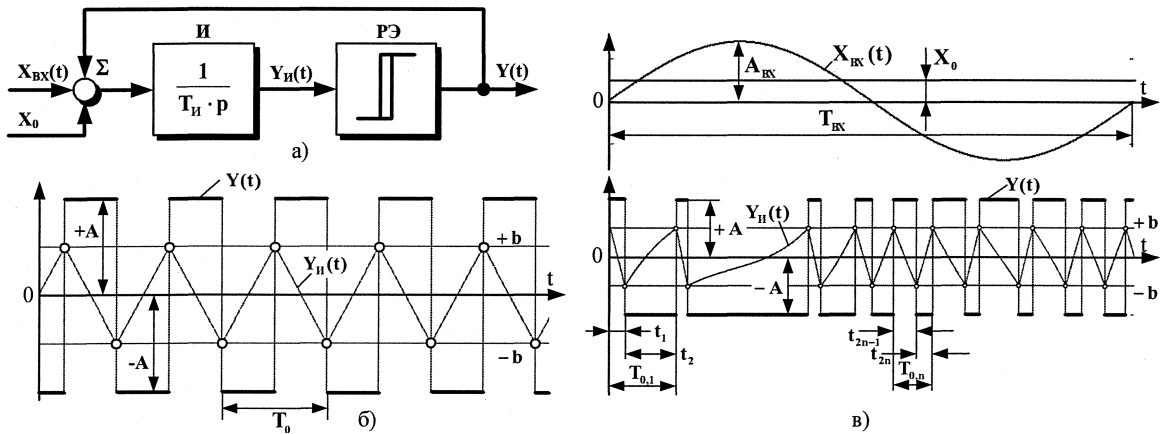 И
РЭ
X_ВХ(t)
Σ
1
T_И · p
Y_И(t)
Y(t)
X_0
а)
Y(t)
+A
+b
Y_И(t)
0
t
-A
−b
T_0
б)
X_ВХ(t)
X_0
A_ВХ
0
t
T_ВХ
Y(t)
Y_И(t)
+A
+b
0
t
−A
−b
t_1
t_2
T_0,1
t_2n-1
t_2n
T_0,n
в)